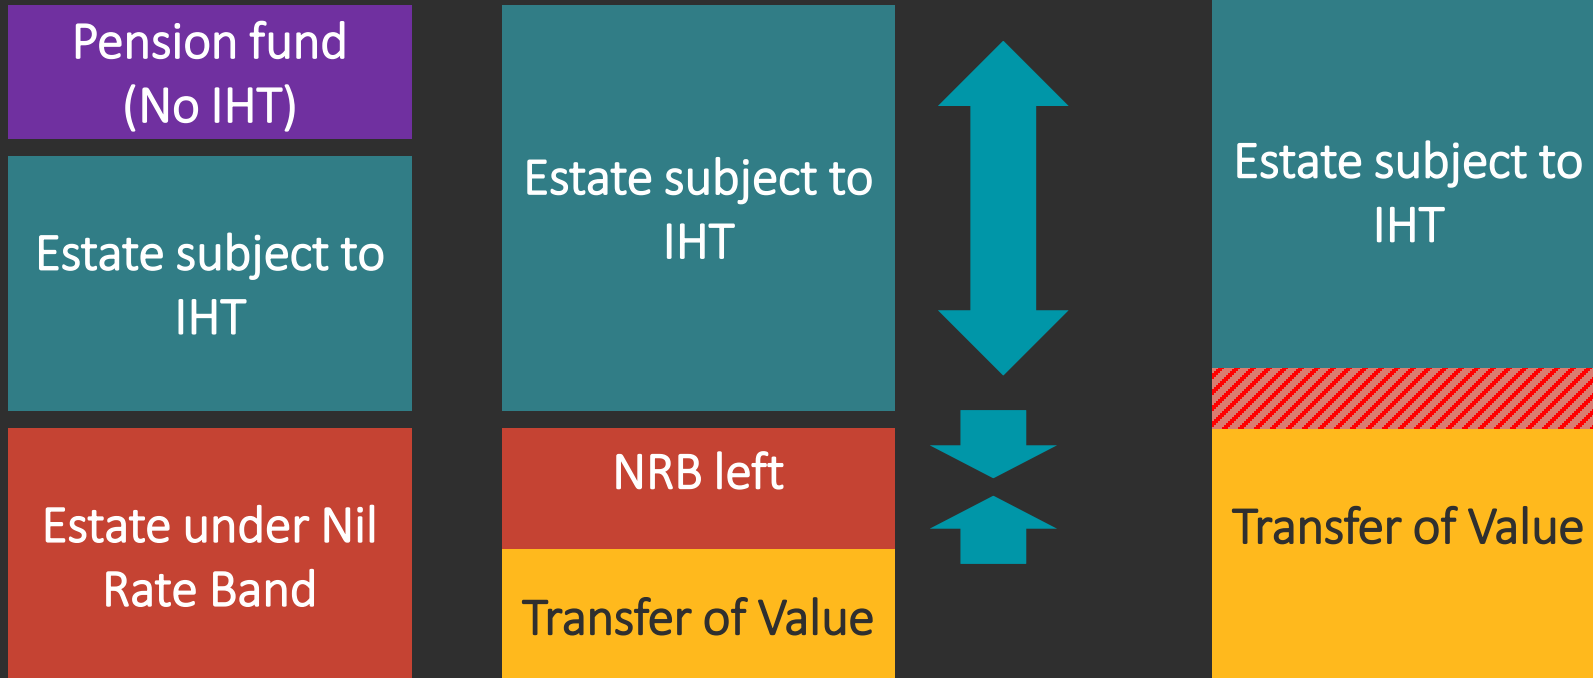 Pension fund
(No IHT)
Estate subject to
IHT
Estate under Nil
Rate Band
Estate subject to
IHT
NRB left
Transfer of Value
Estate subject to
IHT
Transfer of Value